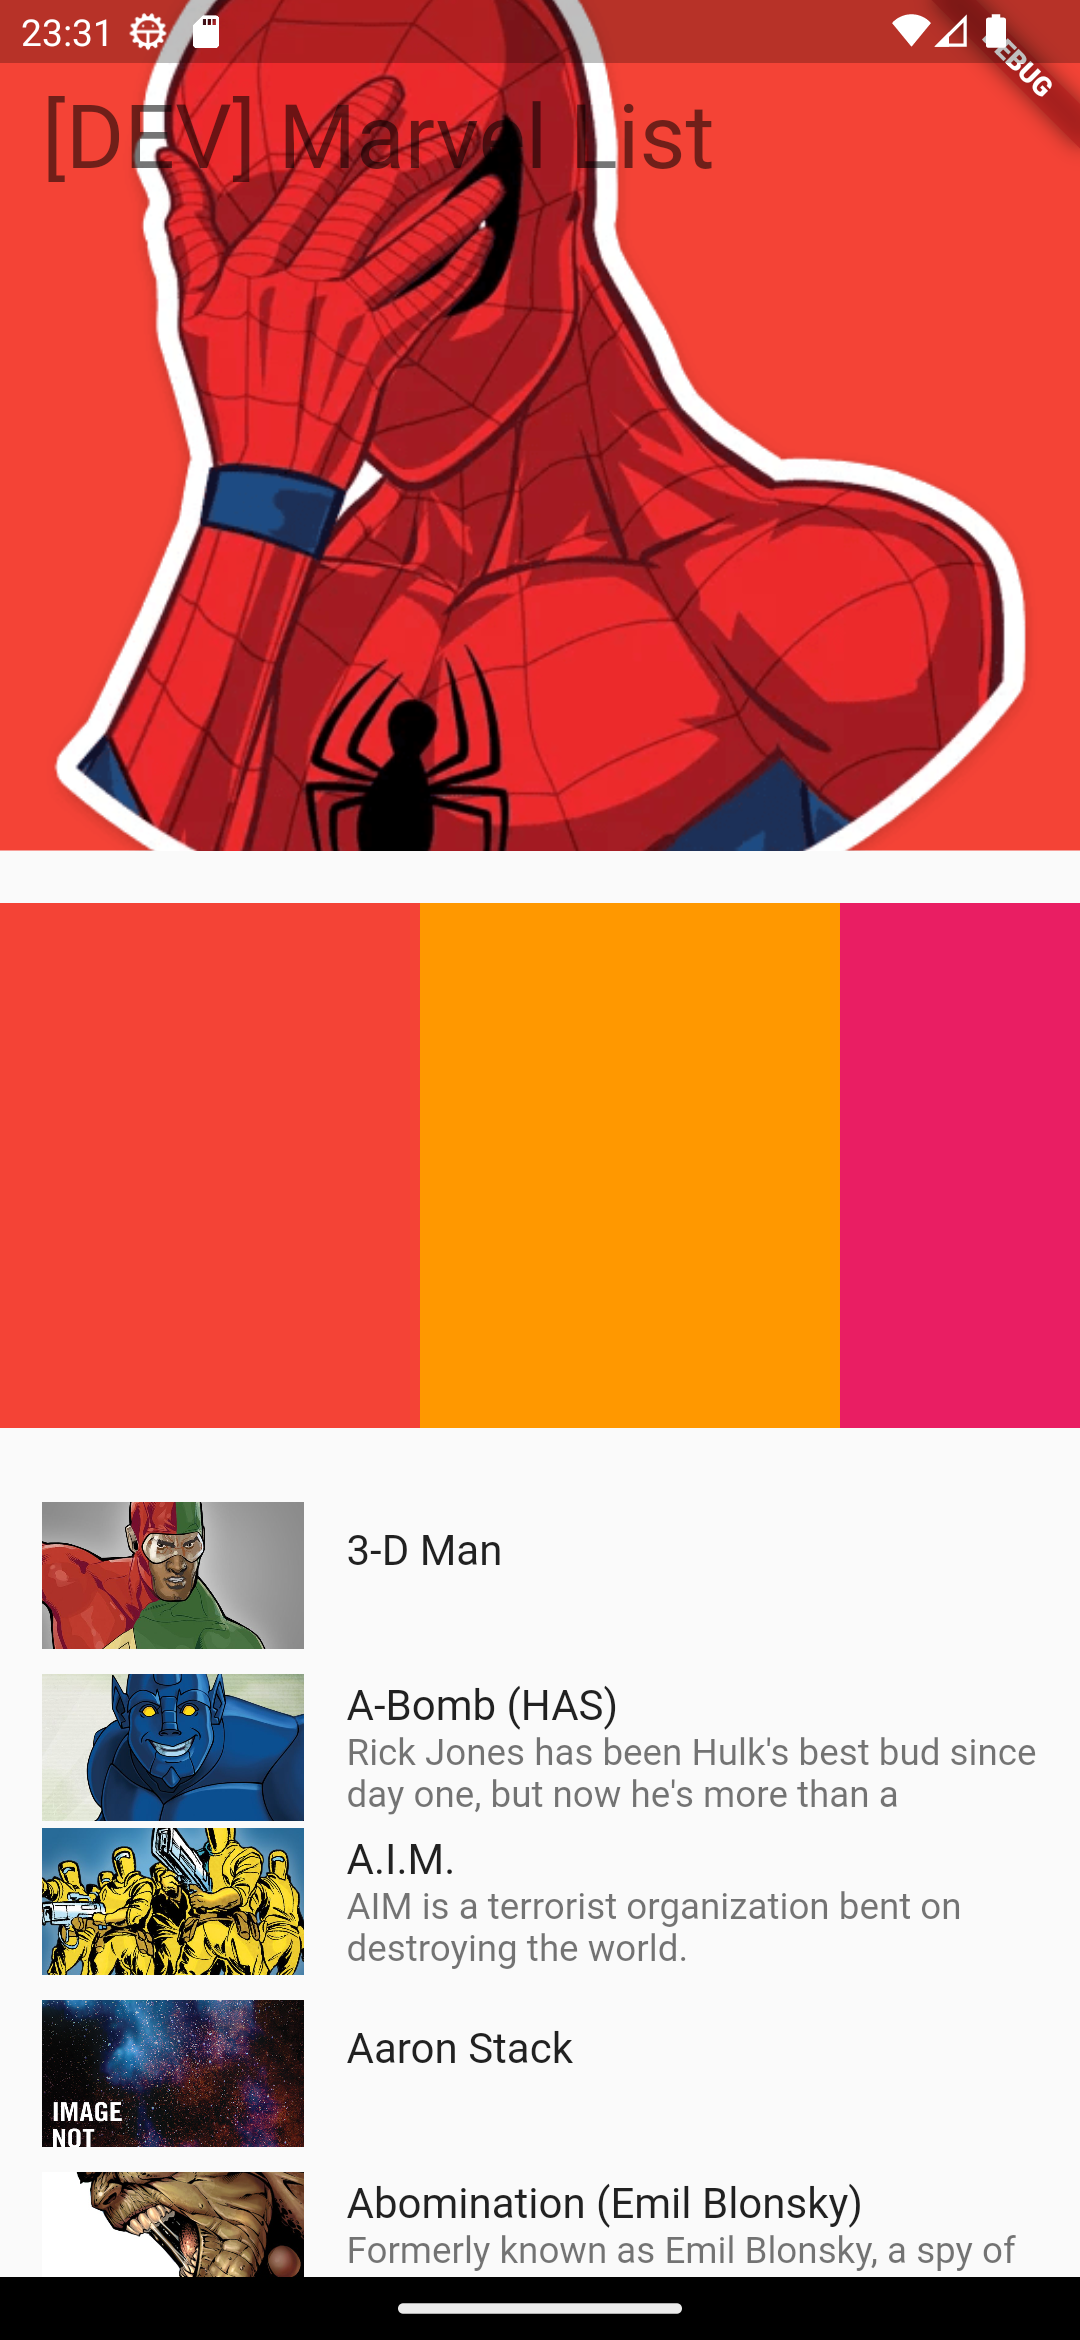 23:31
DEBUG
[DEV] Marvel List
3-D Man
A-Bomb (HAS)
Rick Jones has been Hulk's best bud since
day one, but now he's more than a
A.I.M.
AIM is a terrorist organization bent on
destroying the world.
Aaron Stack
IMAGE
NOT
Abomination (Emil Blonsky)
Formerly known as Emil Blonsky, a spy of